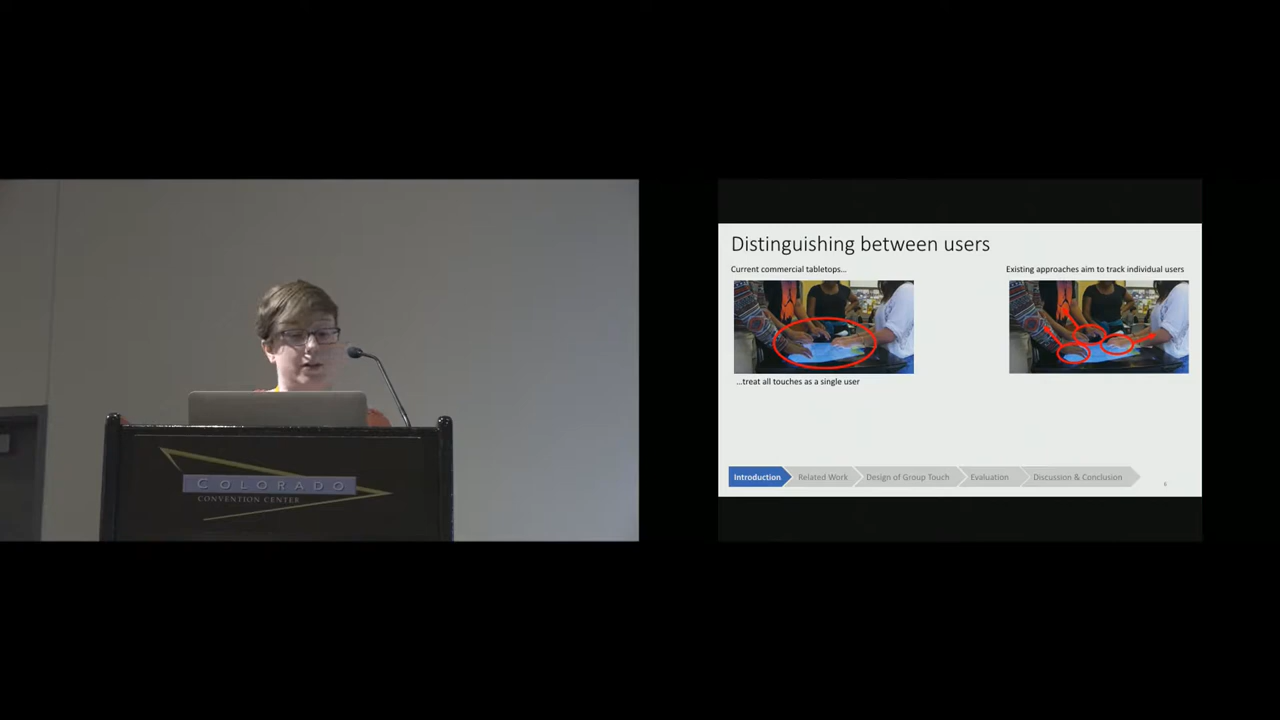 COLORADO
CONVENTION CENTER
Distinguishing between users
Current commercial tabletops…
Existing approaches aim to track individual users
…treat all touches as a single user
Introduction
Related Work
Design of Group Touch
Evaluation
Discussion & Conclusion
6